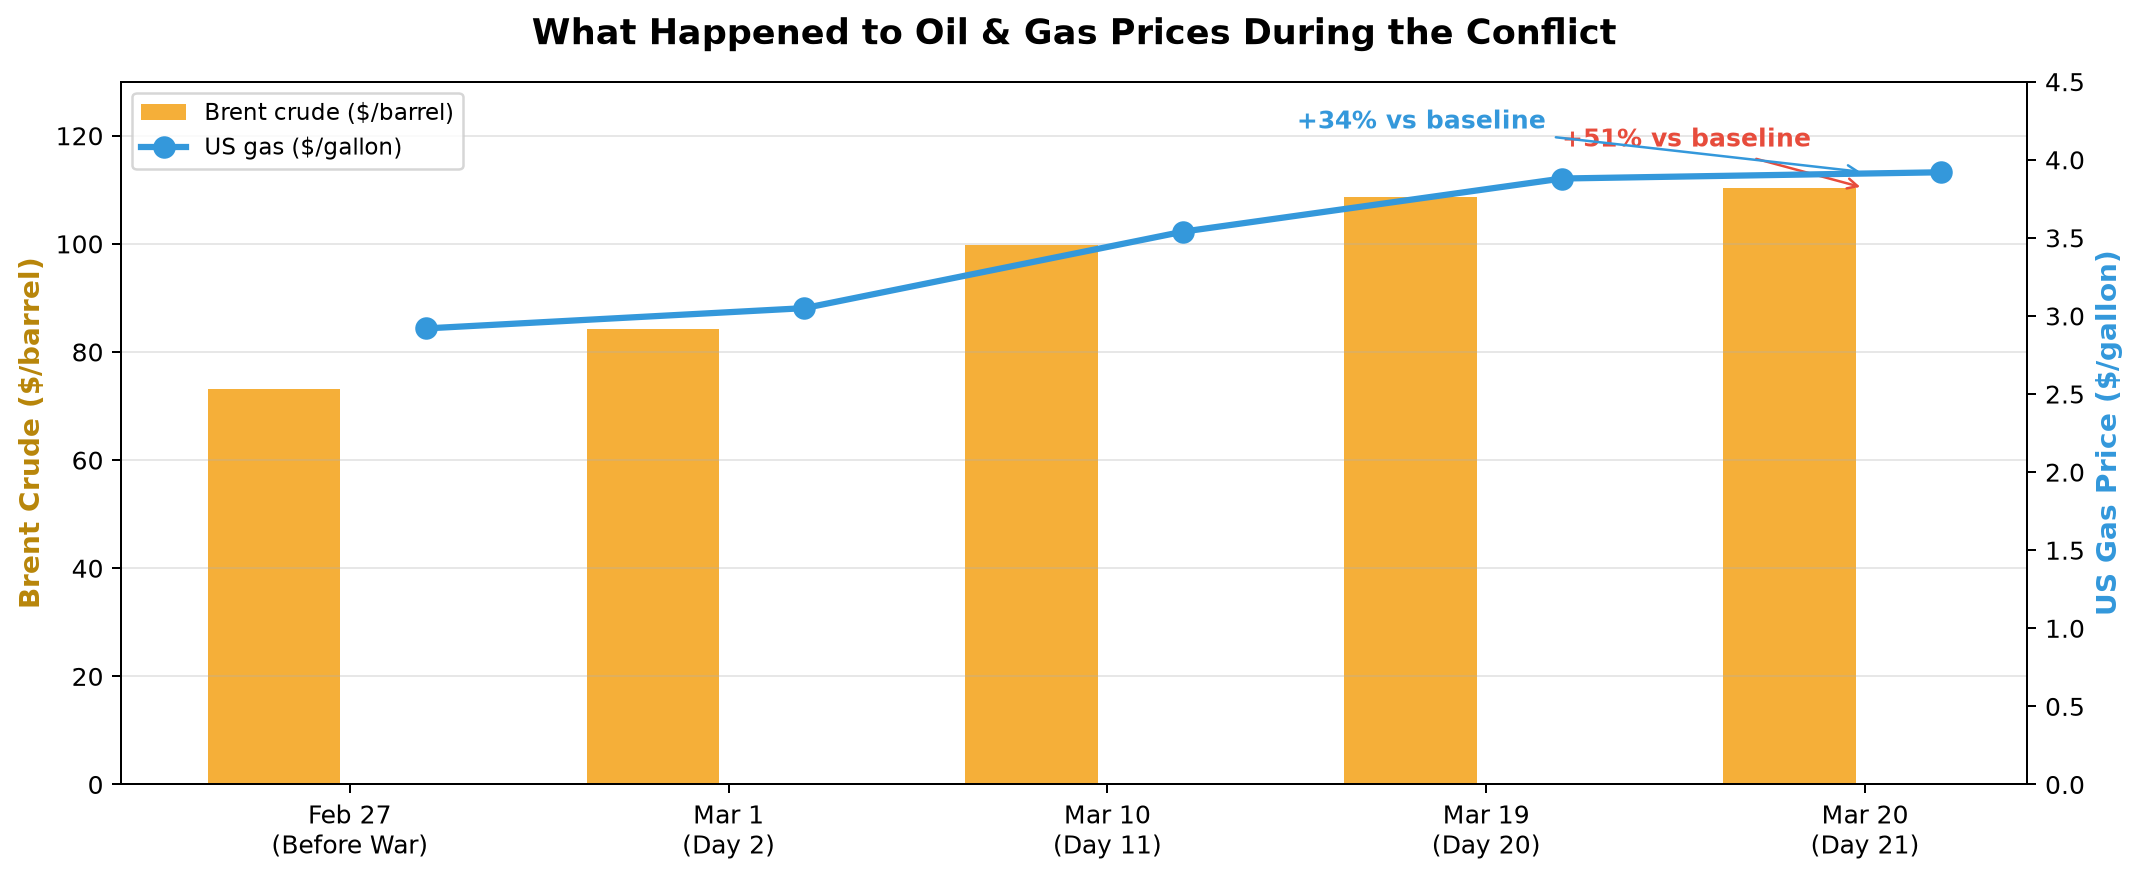 What Happened to Oil & Gas Prices During the Conflict
Brent crude ($/barrel)
US gas ($/gallon)
+34% vs baseline
+51% vs baseline
Brent Crude ($/barrel)
120
100
80
60
40
20
0
4.5
4.0
3.5
3.0
2.5
2.0
1.5
1.0
0.5
0.0
US Gas Price ($/gallon)
Feb 27
(Before War)
Mar 1
(Day 2)
Mar 10
(Day 11)
Mar 19
(Day 20)
Mar 20
(Day 21)